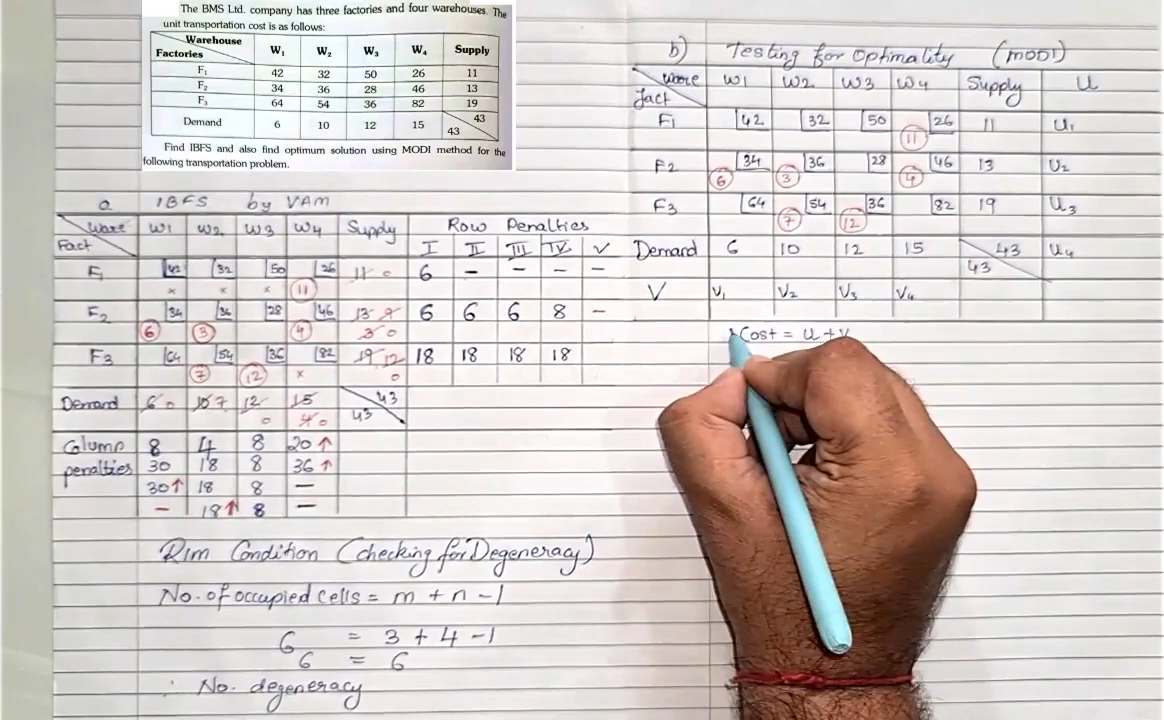 The BMS Ltd. company has three factories and four warehouses. The
unit transportation cost is as follows:
Warehouse
Factories W₁ W₂ W₃ W₄ Supply
F₁ 42 32 50 26 11
F₂ 34 36 28 46 13
F₃ 64 54 36 82 19
Demand 6 10 12 15 43 43
Find IBFS and also find optimum solution using MODI method for the
following transportation problem.
a IBFS by VAM
Ware W1 W2 W3 W4 Supply Row Penalties
Fact I II III IV V
F1 42 32 50 26 11 0 6 - - - -
x x x 11
F2 34 36 28 46 13 9 6 6 6 8 -
6 3 4 3 0
F3 64 54 36 82 19 12 18 18 18 18
7 12 x 0
Demand 6 0 10 7 12 15 43
0 4 0 43
Column 8 4 8 20 ↑
penalties 30 18 8 36 ↑
30 ↑ 18 8 -
- 18 ↑ 8 -
Rim Condition (checking for Degeneracy)
No. of occupied cells = m + n - 1
6 = 3 + 4 - 1
6 = 6
∴ No. degeneracy
b) Testing for Optimality (MODI)
Ware W1 W2 W3 W4 Supply U
Fact
F1 42 32 50 26 11 U₁
11
F2 34 36 28 46 13 U₂
6 3 4
F3 64 54 36 82 19 U₃
7 12
Demand 6 10 12 15 43 43 U₄
V V₁ V₂ V₃ V₄
Cost = U + V